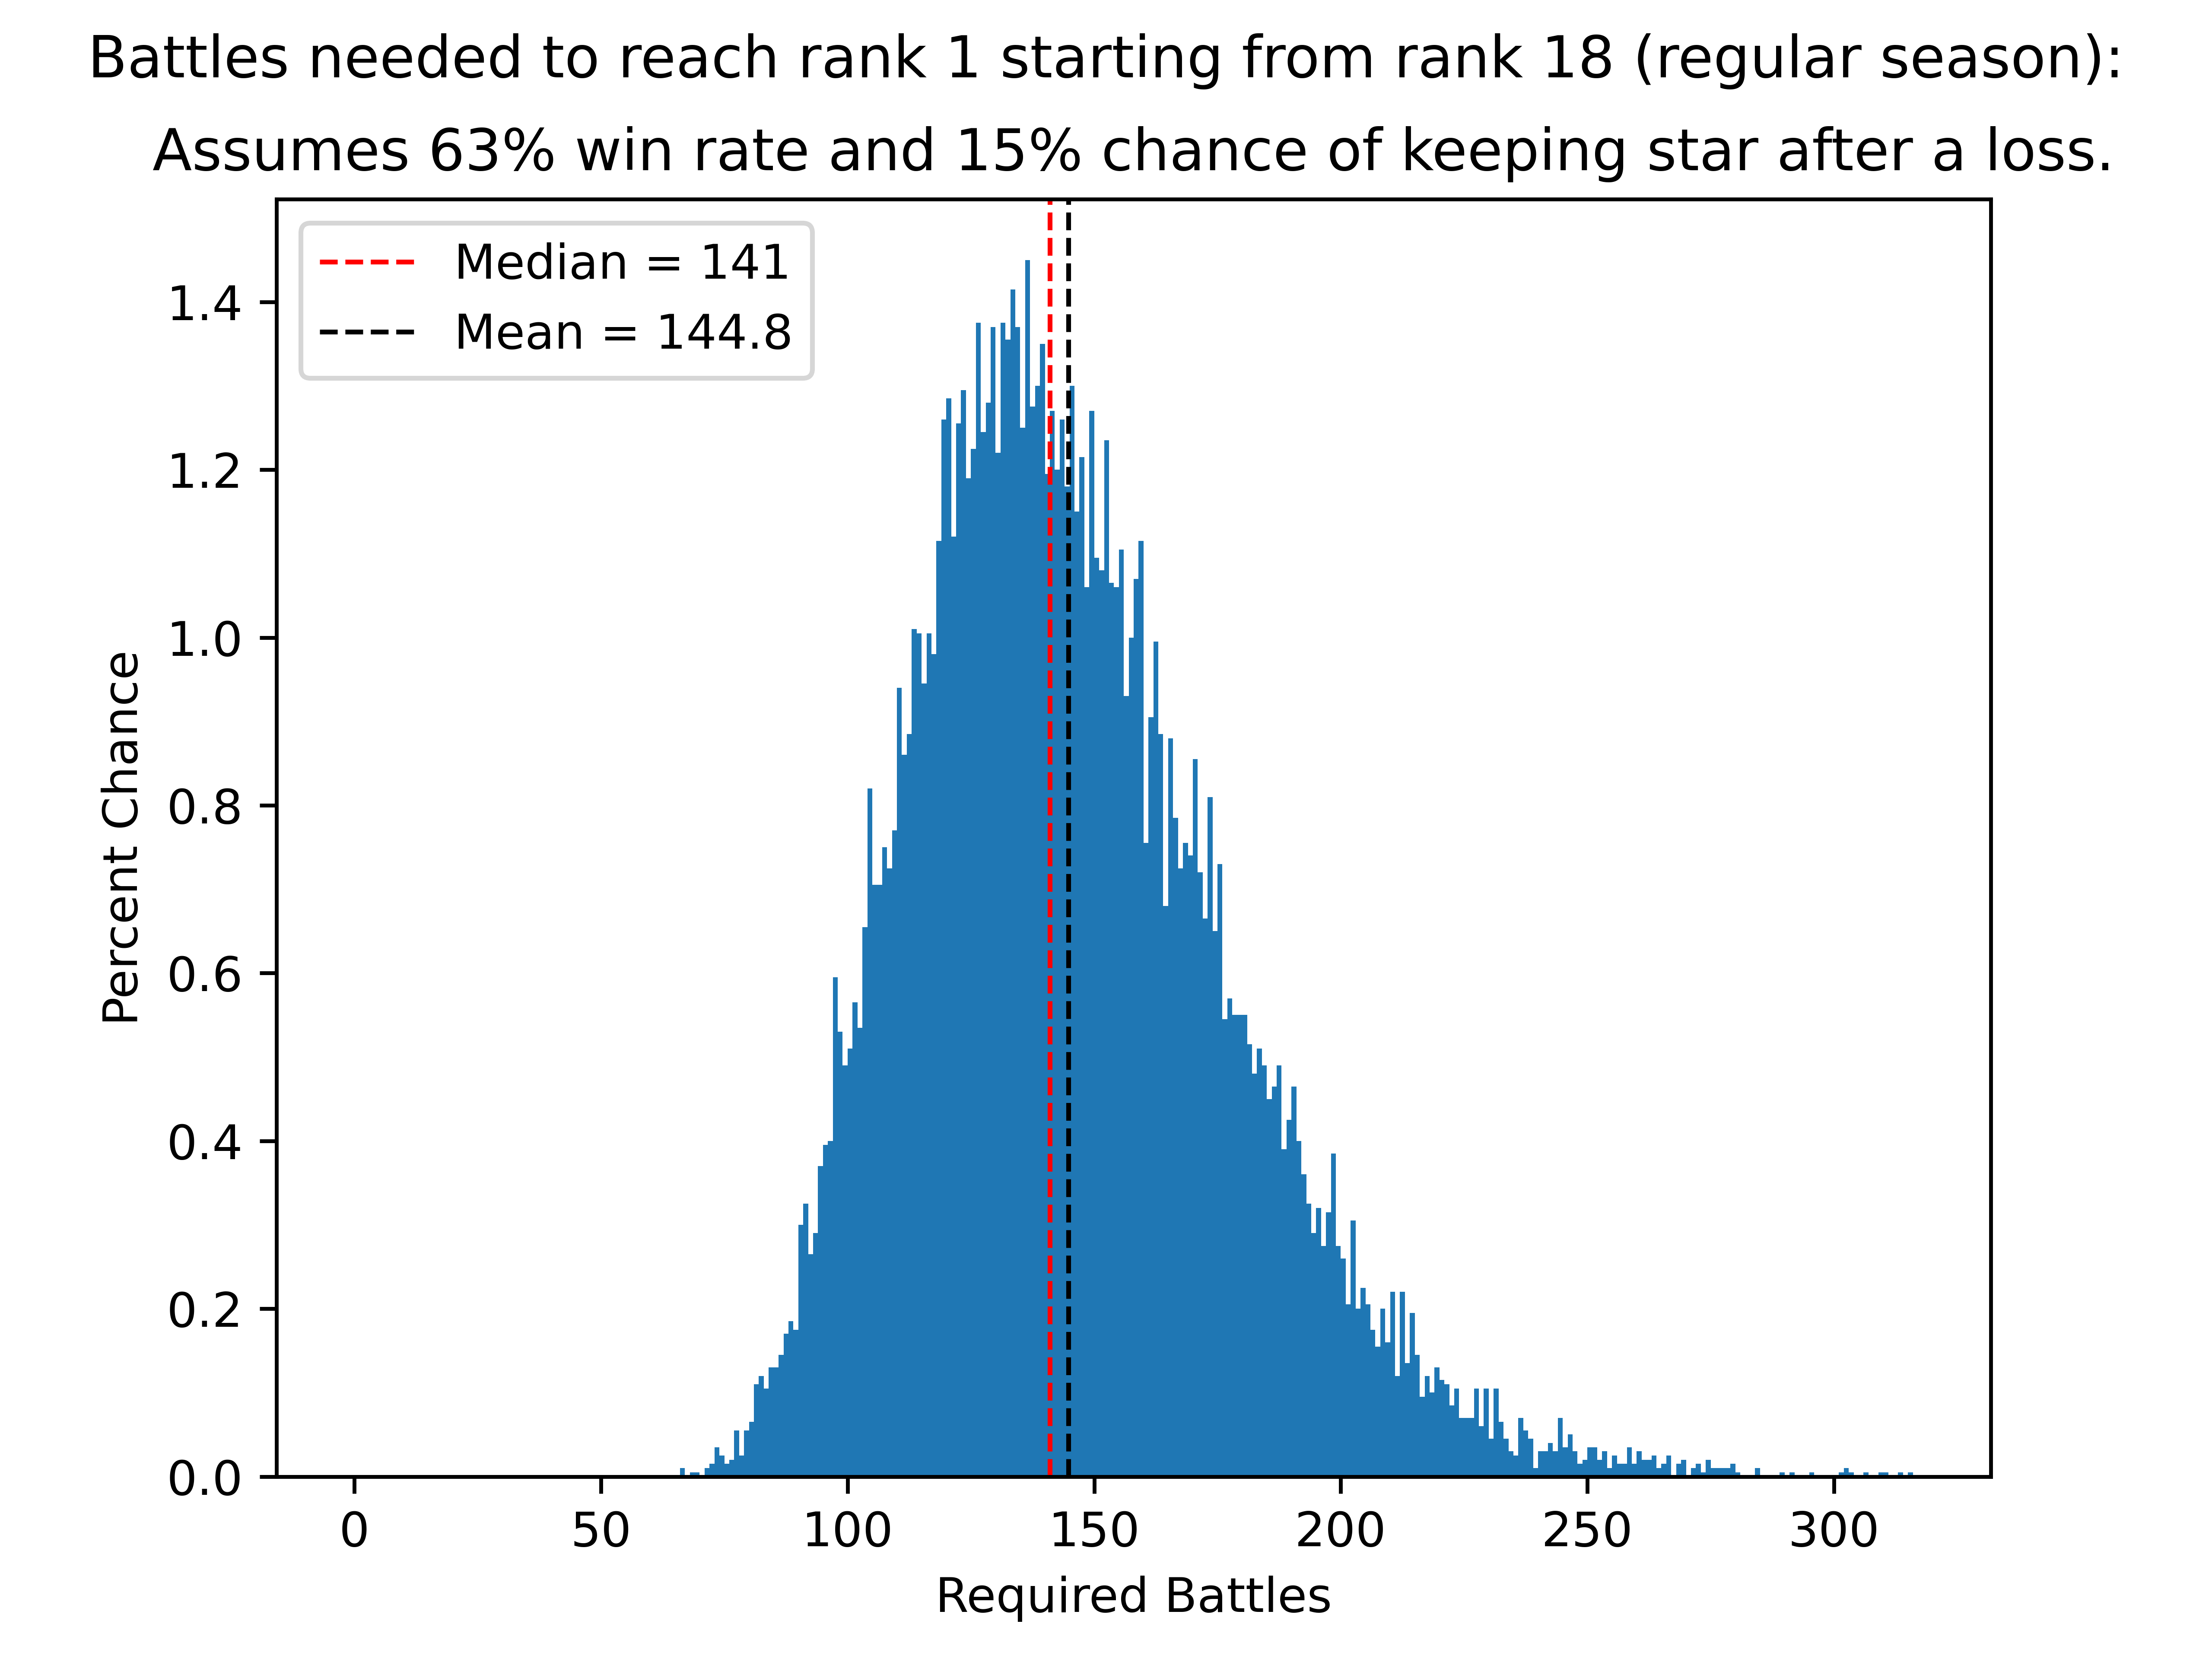 Battles needed to reach rank 1 starting from rank 18 (regular season):
Assumes 63% win rate and 15% chance of keeping star after a loss.
Median = 141
Mean = 144.8
1.4
1.2
1.0
0.8
0.6
0.4
0.2
0.0
Percent Chance
0 50 100 150 200 250 300
Required Battles